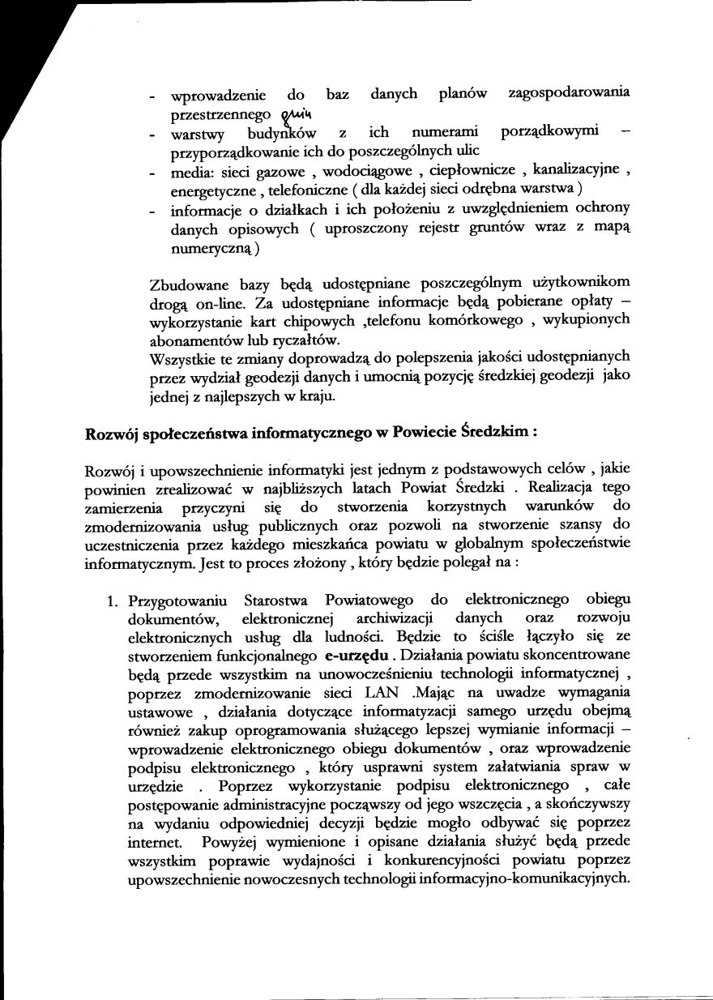 - wprowadzenie do baz danych planów zagospodarowania
przestrzennego gmin
- warstwy budynków z ich numerami porządkowymi –
przyporządkowanie ich do poszczególnych ulic
- media: sieci gazowe , wodociągowe , ciepłownicze , kanalizacyjne ,
energetyczne , telefoniczne ( dla każdej sieci odrębna warstwa )
- informacje o działkach i ich położeniu z uwzględnieniem ochrony
danych opisowych ( uproszczony rejestr gruntów wraz z mapą
numeryczną )
Zbudowane bazy będą udostępniane poszczególnym użytkownikom
drogą on-line. Za udostępniane informacje będą pobierane opłaty –
wykorzystanie kart chipowych ,telefonu komórkowego , wykupionych
abonamentów lub ryczałtów.
Wszystkie te zmiany doprowadzą do polepszenia jakości udostępnianych
przez wydział geodezji danych i umocnią pozycję średzkiej geodezji jako
jednej z najlepszych w kraju.
Rozwój społeczeństwa informatycznego w Powiecie Średzkim :
Rozwój i upowszechnienie informatyki jest jednym z podstawowych celów , jakie
powinien zrealizować w najbliższych latach Powiat Średzki . Realizacja tego
zamierzenia przyczyni się do stworzenia korzystnych warunków do
zmodernizowania usług publicznych oraz pozwoli na stworzenie szansy do
uczestniczenia przez każdego mieszkańca powiatu w globalnym społeczeństwie
informatycznym. Jest to proces złożony , który będzie polegał na :
1. Przygotowaniu Starostwa Powiatowego do elektronicznego obiegu
dokumentów, elektronicznej archiwizacji danych oraz rozwoju
elektronicznych usług dla ludności. Będzie to ściśle łączyło się ze
stworzeniem funkcjonalnego e-urzędu . Działania powiatu skoncentrowane
będą przede wszystkim na unowocześnieniu technologii informatycznej ,
poprzez zmodernizowanie sieci LAN .Mając na uwadze wymagania
ustawowe , działania dotyczące informatyzacji samego urzędu obejmą
również zakup oprogramowania służącego lepszej wymianie informacji –
wprowadzenie elektronicznego obiegu dokumentów , oraz wprowadzenie
podpisu elektronicznego , który usprawni system załatwiania spraw w
urzędzie . Poprzez wykorzystanie podpisu elektronicznego , całe
postępowanie administracyjne począwszy od jego wszczęcia , a skończywszy
na wydaniu odpowiedniej decyzji będzie mogło odbywać się poprzez
internet. Powyżej wymienione i opisane działania służyć będą przede
wszystkim poprawie wydajności i konkurencyjności powiatu poprzez
upowszechnienie nowoczesnych technologii informacyjno-komunikacyjnych.